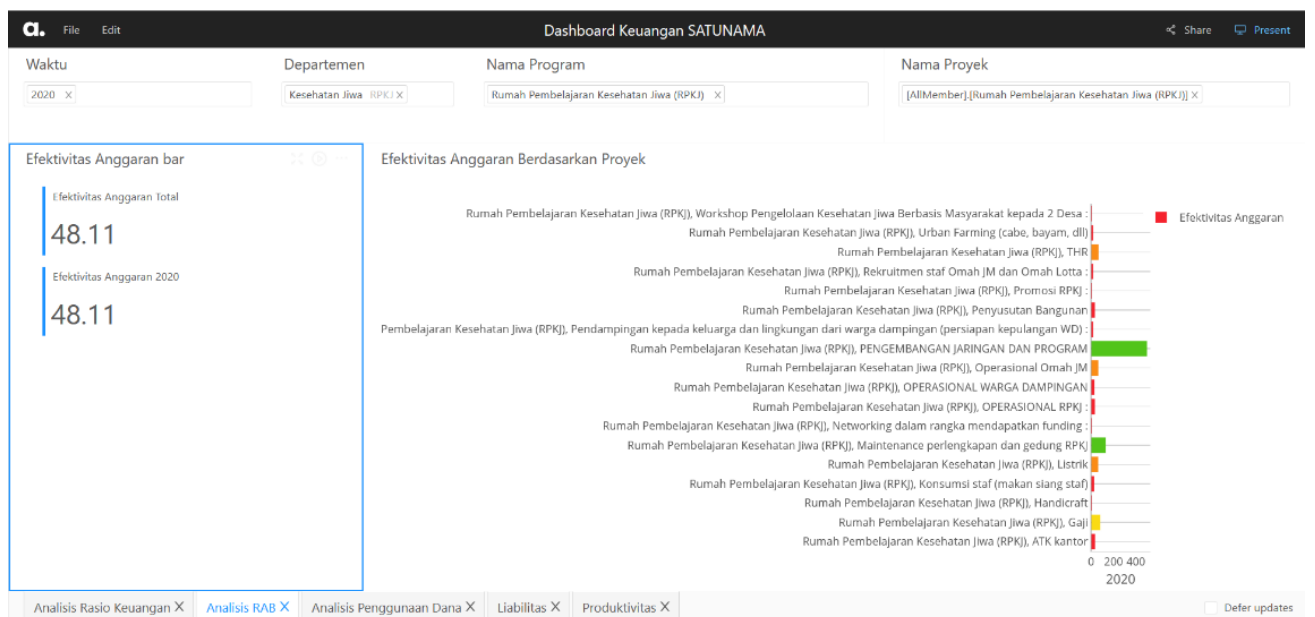 a. File Edit Dashboard Keuangan SATUNAMA Share Present
Waktu Departemen Nama Program Nama Proyek
2020 × Kesehatan Jiwa RPKJ × Rumah Pembelajaran Kesehatan Jiwa (RPKJ) × [AllMember].[Rumah Pembelajaran Kesehatan Jiwa (RPKJ)] ×
Efektivitas Anggaran bar
Efektivitas Anggaran Total
48.11
Efektivitas Anggaran 2020
48.11
Efektivitas Anggaran Berdasarkan Proyek
Rumah Pembelajaran Kesehatan Jiwa (RPKJ), Workshop Pengelolaan Kesehatan Jiwa Berbasis Masyarakat kepada 2 Desa :
Rumah Pembelajaran Kesehatan Jiwa (RPKJ), Urban Farming (cabe, bayam, dll)
Rumah Pembelajaran Kesehatan Jiwa (RPKJ), THR
Rumah Pembelajaran Kesehatan Jiwa (RPKJ), Rekruitmen staf Omah JM dan Omah Lotta :
Rumah Pembelajaran Kesehatan Jiwa (RPKJ), Promosi RPKJ :
Rumah Pembelajaran Kesehatan Jiwa (RPKJ), Penyusutan Bangunan
Pembelajaran Kesehatan Jiwa (RPKJ), Pendampingan kepada keluarga dan lingkungan dari warga dampingan (persiapan kepulangan WD) :
Rumah Pembelajaran Kesehatan Jiwa (RPKJ), PENGEMBANGAN JARINGAN DAN PROGRAM
Rumah Pembelajaran Kesehatan Jiwa (RPKJ), Operasional Omah JM
Rumah Pembelajaran Kesehatan Jiwa (RPKJ), OPERASIONAL WARGA DAMPINGAN
Rumah Pembelajaran Kesehatan Jiwa (RPKJ), OPERASIONAL RPKJ :
Rumah Pembelajaran Kesehatan Jiwa (RPKJ), Networking dalam rangka mendapatkan funding :
Rumah Pembelajaran Kesehatan Jiwa (RPKJ), Maintenance perlengkapan dan gedung RPKJ
Rumah Pembelajaran Kesehatan Jiwa (RPKJ), Listrik
Rumah Pembelajaran Kesehatan Jiwa (RPKJ), Konsumsi staf (makan siang staf)
Rumah Pembelajaran Kesehatan Jiwa (RPKJ), Handicraft
Rumah Pembelajaran Kesehatan Jiwa (RPKJ), Gaji
Rumah Pembelajaran Kesehatan Jiwa (RPKJ), ATK kantor
0 200 400
2020
Efektivitas Anggaran
Analisis Rasio Keuangan X Analisis RAB X Analisis Penggunaan Dana X Liabilitas X Produktivitas X Defer updates